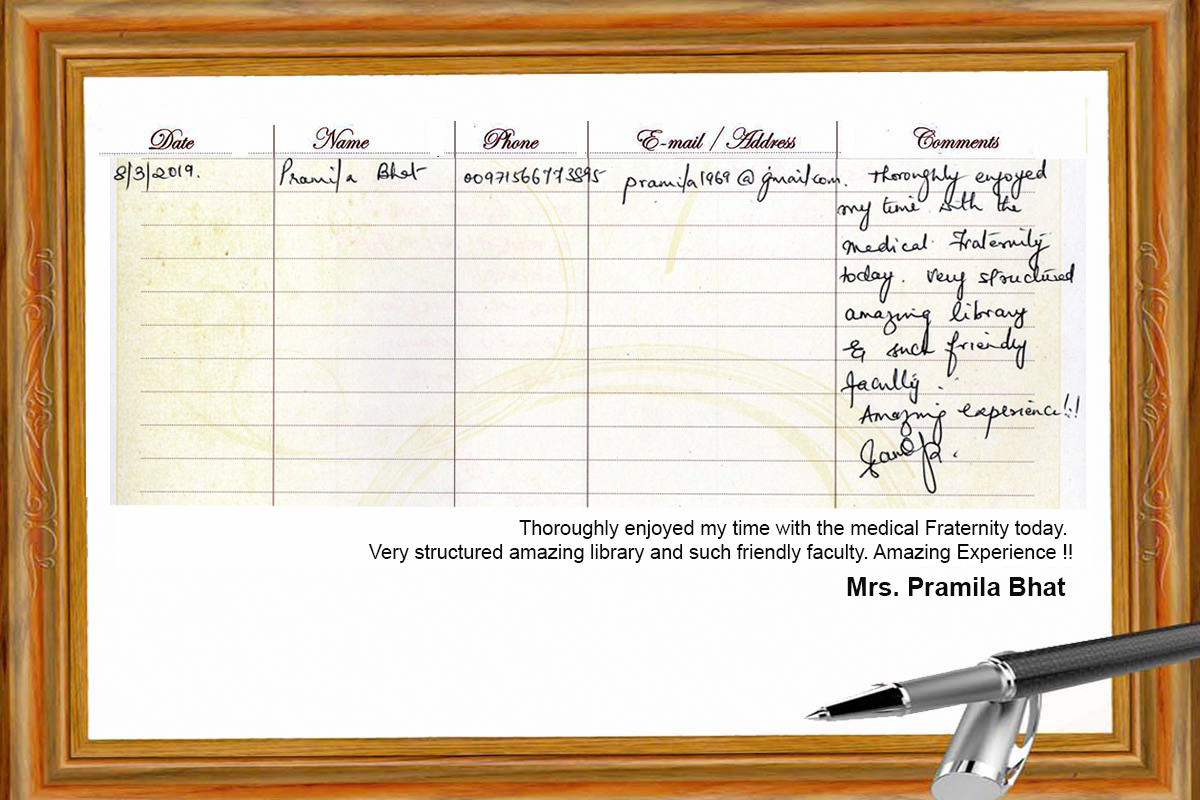 Date Name Phone E-mail / Address Comments
8/3/2019. Pramila Bhat 00971566773895 pramila1969@gmail.com. Thoroughly enjoyed
my time with the
medical Fraternity
today. Very structured
amazing library
& such friendly
faculty.
Amazing experience!!
Thoroughly enjoyed my time with the medical Fraternity today.
Very structured amazing library and such friendly faculty. Amazing Experience !!
Mrs. Pramila Bhat